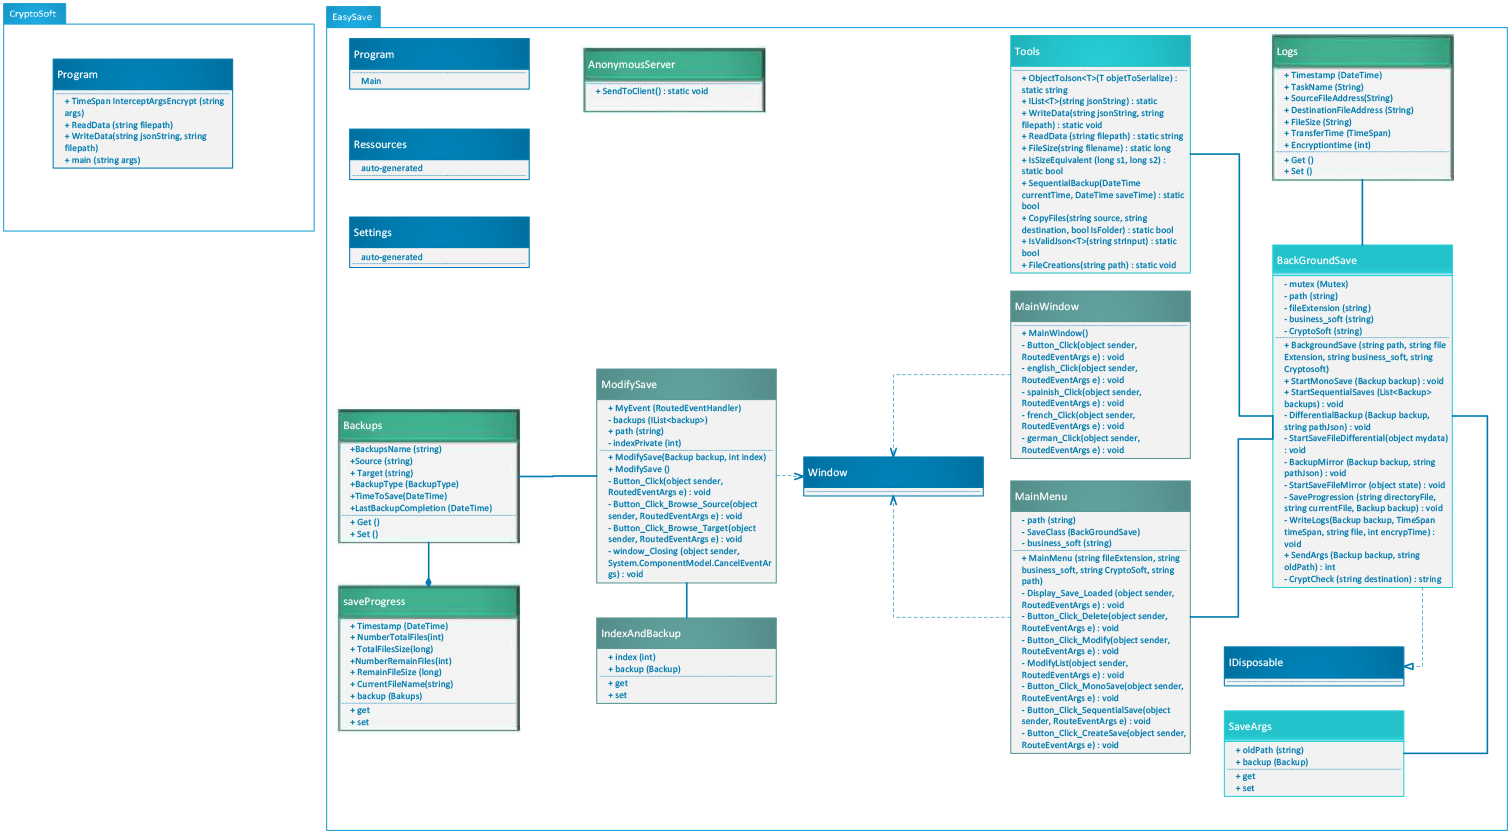 CryptoSoft
Program
+ TimeSpan InterceptArgsEncrypt (string
args)
+ ReadData (string filepath)
+ WriteData(string jsonString, string
filepath)
+ main (string args)
EasySave
Program
Main
Ressources
auto-generated
Settings
auto-generated
AnonymousServer
+ SendToClient() : static void
Backups
+BackupsName (string)
+Source (string)
+Target (string)
+BackupType (BackupType)
+TimeToSave(DateTime)
+LastBackupCompletion (DateTime)
+ Get ()
+ Set ()
saveProgress
+ Timestamp (DateTime)
+ NumberTotalFiles(int)
+ TotalFilesSize(long)
+NumberRemainFiles(int)
+ RemainFileSize (long)
+ CurrentFileName(string)
+ backup (Bakups)
+ get
+ set
ModifySave
+ MyEvent (RoutedEventHandler)
- backups (IList<backup>)
+ path (string)
- indexPrivate (int)
+ ModifySave(Backup backup, int index)
+ ModifySave ()
- Button_Click(object sender,
RoutedEventArgs e) : void
- Button_Click_Browse_Source(object
sender, RoutedEventArgs e) : void
- Button_Click_Browse_Target(object
sender, RoutedEventArgs e) : void
- window_Closing (object sender,
System.ComponentModel.CancelEventAr
gs) : void
IndexAndBackup
+ index (int)
+ backup (Backup)
+ get
+ set
Window
Tools
+ ObjectToJson<T>(T objetToSerialize) :
static string
+ IList<T>(string jsonString) : static
+ WriteData(string jsonString, string
filepath) : static void
+ ReadData (string filepath) : static string
+ FileSize(string filename) : static long
+ IsSizeEquivalent (long s1, long s2) :
static bool
+ SequentialBackup(DateTime
currentTime, DateTime saveTime) : static
bool
+ CopyFiles(string source, string
destination, bool IsFolder) : static bool
+ IsValidJson<T>(string strInput) : static
bool
+ FileCreations(string path) : static void
MainWindow
+ MainWindow()
- Button_Click(object sender,
RoutedEventArgs e) : void
- english_Click(object sender,
RoutedEventArgs e) : void
- spainish_Click(object sender,
RoutedEventArgs e) : void
- french_Click(object sender,
RoutedEventArgs e) : void
- german_Click(object sender,
RoutedEventArgs e) : void
MainMenu
- path (string)
- SaveClass (BackGroundSave)
- business_soft (string)
+ MainMenu (string fileExtension, string
business_soft, string CryptoSoft, string
path)
- Display_Save_Loaded (object sender,
RoutedEventArgs e) : void
- Button_Click_Delete(object sender,
RouteEventArgs e) : void
- Button_Click_Modify(object sender,
RouteEventArgs e) : void
- ModifyList(object sender,
RoutedEventArgs e) : void
- Button_Click_MonoSave(object sender,
RouteEventArgs e) : void
- Button_Click_SequentialSave(object
sender, RouteEventArgs e) : void
- Button_Click_CreateSave(object sender,
RouteEventArgs e) : void
Logs
+ Timestamp (DateTime)
+ TaskName (String)
+ SourceFileAddress(String)
+ DestinationFileAddress (String)
+ FileSize (String)
+ TransferTime (TimeSpan)
+ Encryptiontime (int)
+ Get ()
+ Set ()
BackGroundSave
- mutex (Mutex)
- path (string)
- fileExtension (string)
- business_soft (string)
- CryptoSoft (string)
+ BackgroundSave (string path, string file
Extension, string business_soft, string
Cryptosoft)
+ StartMonoSave (Backup backup) : void
+ StartSequentialSaves (List<Backup>
backups) : void
- DifferentialBackup (Backup backup,
string pathJson) : void
- StartSaveFileDifferential(object mydata)
: void
- BackupMirror (Backup backup, string
pathJson) : void
- StartSaveFileMirror (object state) : void
- SaveProgression (string directoryFile,
string currentFile, Backup backup) : void
- WriteLogs(Backup backup, TimeSpan
timeSpan, string file, int encrypTime) :
void
+ SendArgs (Backup backup, string
oldPath) : int
- CryptCheck (string destination) : string
IDisposable
SaveArgs
+ oldPath (string)
+ backup (Backup)
+ get
+ set